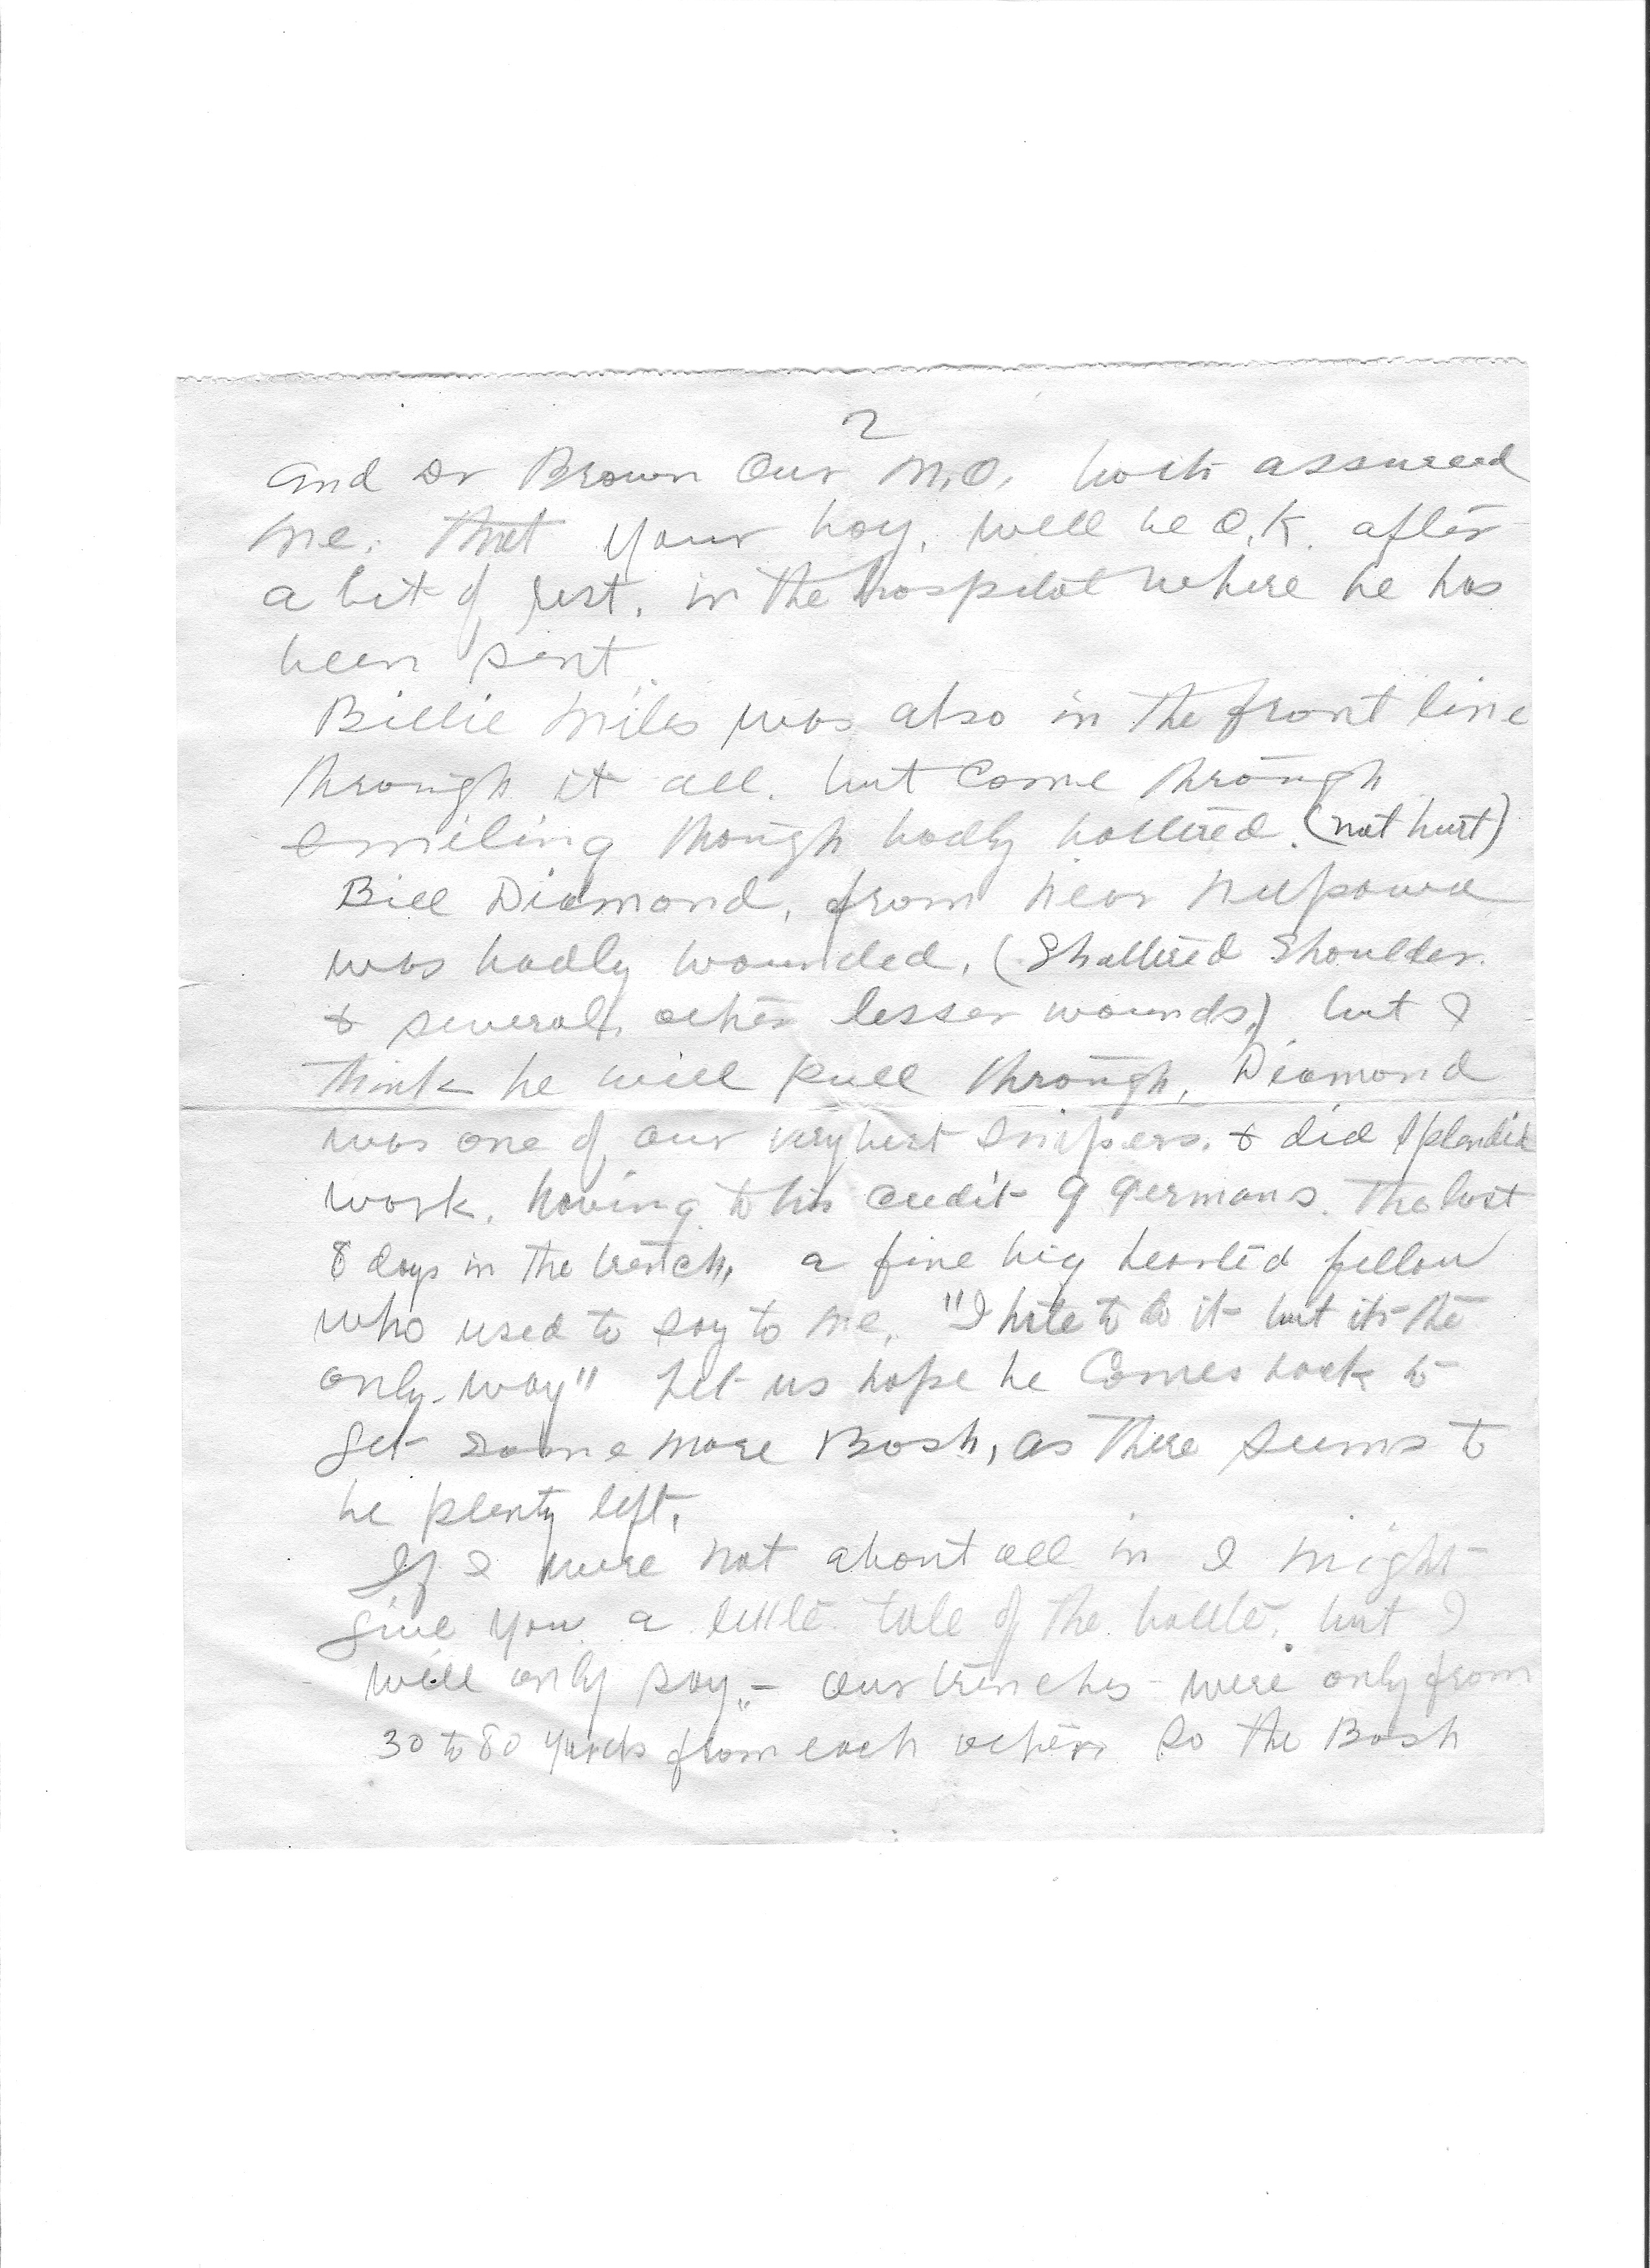 2
and Dr Brown Our M.O. both assured
me. that your boy. will be O.K. after
a bit of rest. in the hospital where he has
been sent
Billie Miles was also in the front line
through it all. but Come through
smiling though badly battered. (not hurt)
Bill Diamond, from near Neepawa
was badly wounded, (Shattered Shoulder.
& several other lesser wounds,) but I
think he will pull through, Diamond
was one of our very best snipers. & did splendid
work. having to his credit 9 germans. The last
8 days in the trench, a fine big hearted fellow
who used to say to me, "I hate to do it but its the
only way" Let us hope he Comes back to
get some more Bosh, as there seems to
be plenty left.
If I were not about all in I might
give you a little tale of the battle. but I
will only say, - Our trenches were only from
30 to 80 yards from each other so the Bosh